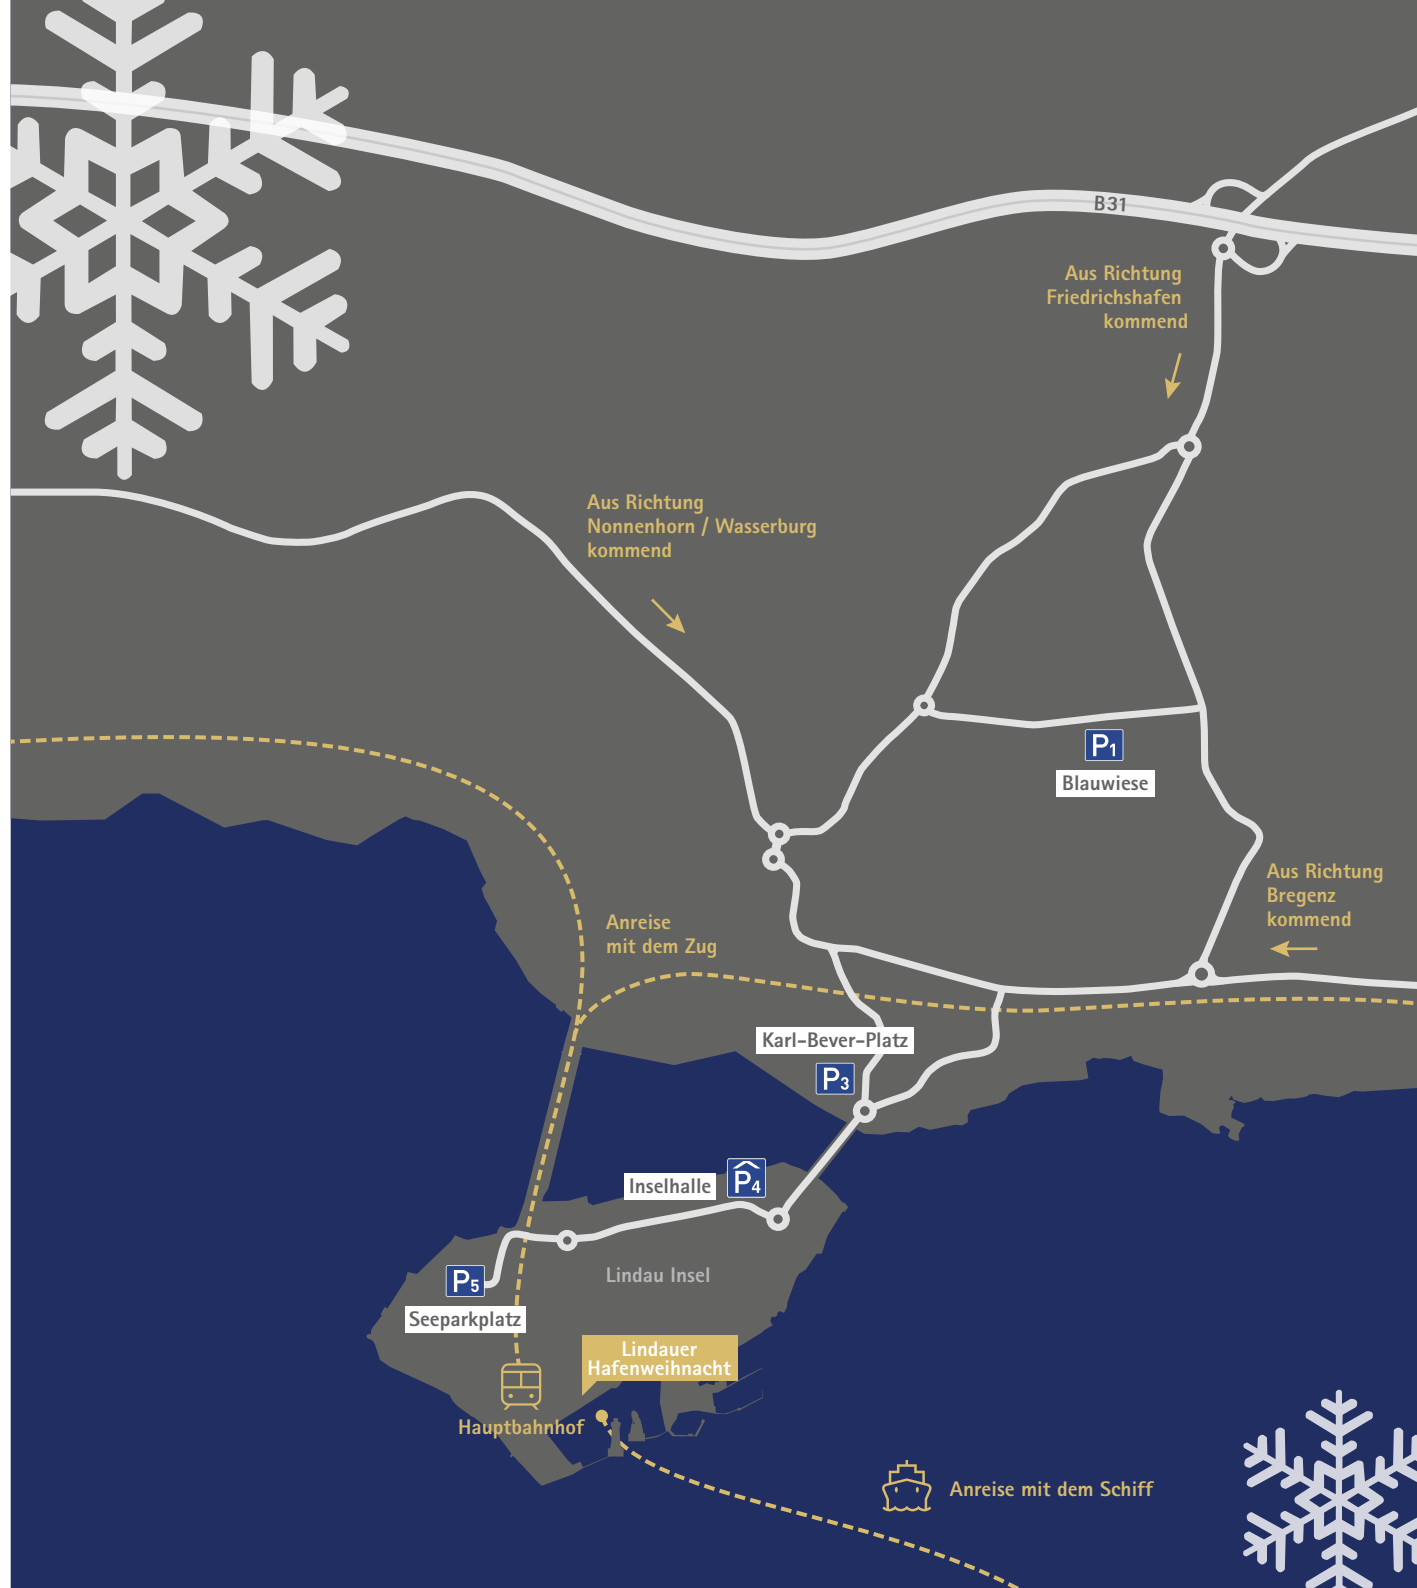 B31
Aus Richtung
Friedrichshafen
kommend
Aus Richtung
Nonnenhorn / Wasserburg
kommend
P1
Blauwiese
Aus Richtung
Bregenz
kommend
Anreise
mit dem Zug
Karl-Bever-Platz
P3
Inselhalle
P4
Lindau Insel
P5
Seeparkplatz
Lindauer
Hafenweihnacht
Hauptbahnhof
Anreise mit dem Schiff